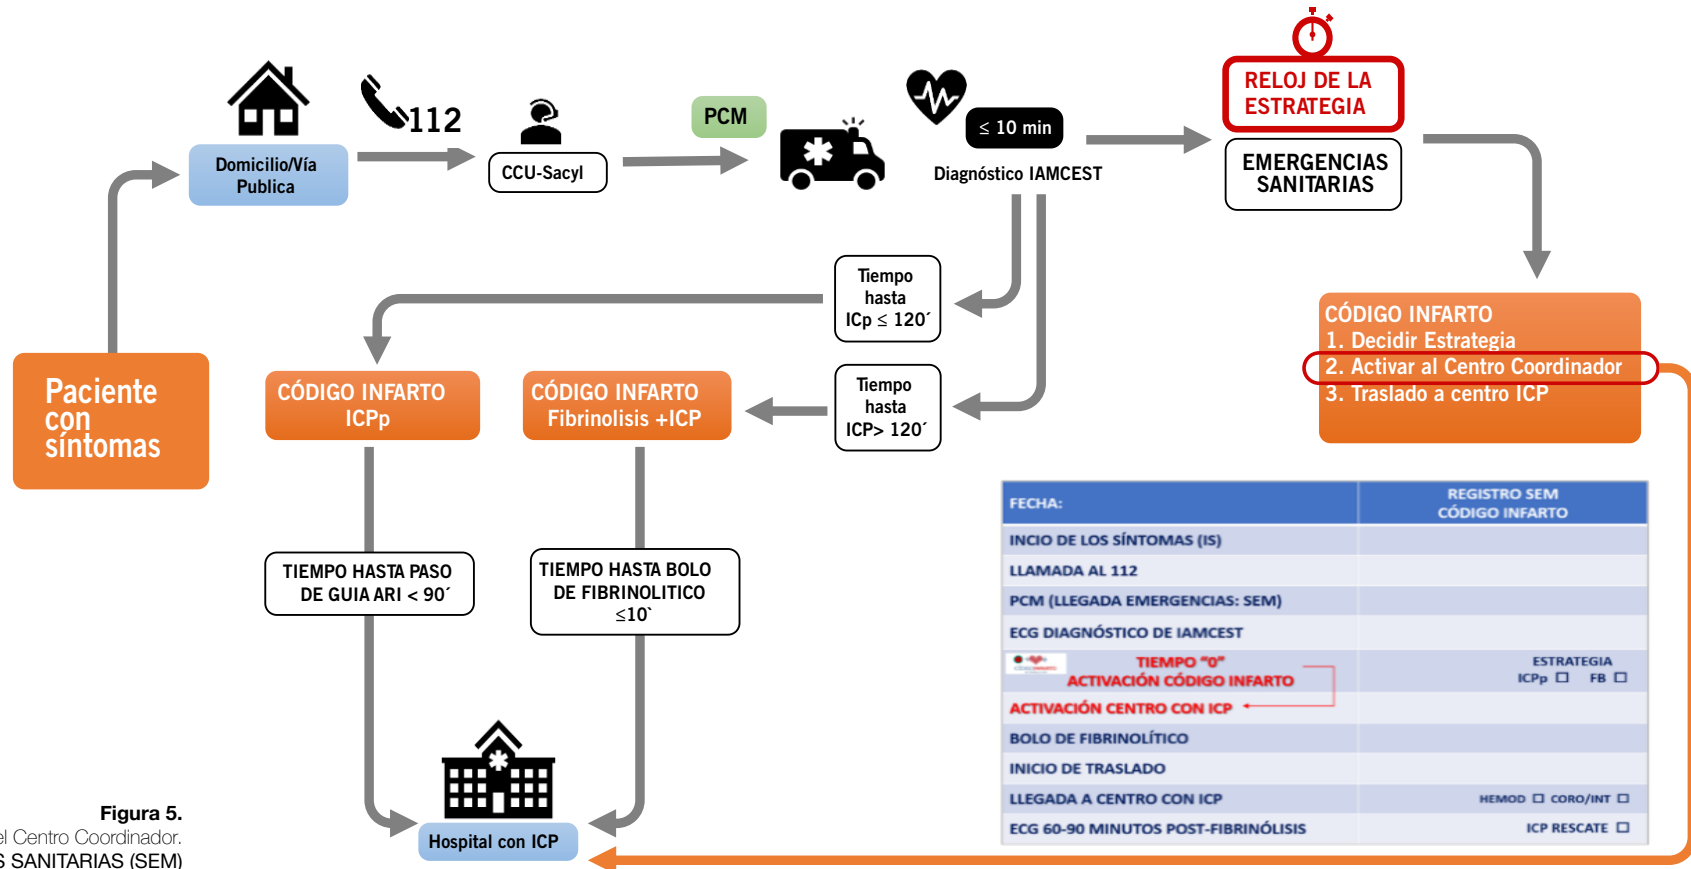 RELOJ DE LA
ESTRATEGIA
112
PCM
≤ 10 min
Domicilio/Vía
Publica
CCU-Sacyl
Diagnóstico IAMCEST
EMERGENCIAS
SANITARIAS
Tiempo
hasta
ICp ≤ 120´
CÓDIGO INFARTO
1. Decidir Estrategia
2. Activar al Centro Coordinador
3. Traslado a centro ICP
Paciente
con
síntomas
CÓDIGO INFARTO
ICPp
CÓDIGO INFARTO
Fibrinolisis +ICP
Tiempo
hasta
ICP> 120´
TIEMPO HASTA PASO
DE GUIA ARI < 90´
TIEMPO HASTA BOLO
DE FIBRINOLITICO
≤10`
FECHA:
REGISTRO SEM
CÓDIGO INFARTO
INCIO DE LOS SÍNTOMAS (IS)
LLAMADA AL 112
PCM (LLEGADA EMERGENCIAS: SEM)
ECG DIAGNÓSTICO DE IAMCEST
TIEMPO "0"
ACTIVACIÓN CÓDIGO INFARTO
ESTRATEGIA
ICPp ☐ FB ☐
ACTIVACIÓN CENTRO CON ICP
BOLO DE FIBRINOLÍTICO
INICIO DE TRASLADO
LLEGADA A CENTRO CON ICP HEMOD ☐ CORO/INT ☐
ECG 60-90 MINUTOS POST-FIBRINÓLISIS ICP RESCATE ☐
Hospital con ICP
Figura 5.
el Centro Coordinador.
S SANITARIAS (SEM)